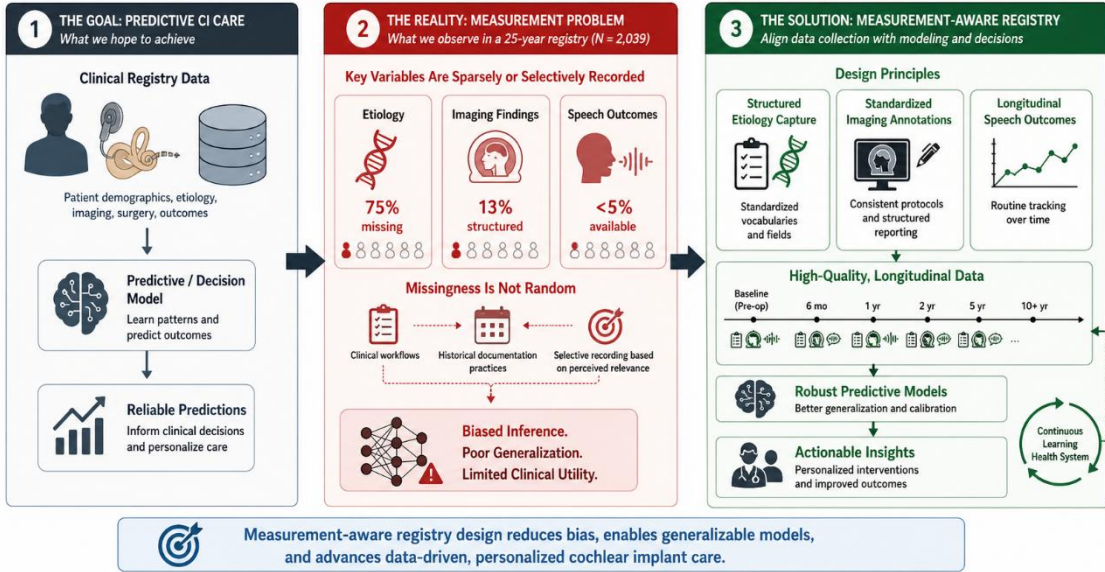 1 THE GOAL: PREDICTIVE CI CARE
What we hope to achieve
Clinical Registry Data
Patient demographics, etiology,
imaging, surgery, outcomes
Predictive / Decision
Model
Learn patterns and
predict outcomes
Reliable Predictions
Inform clinical decisions
and personalize care
2 THE REALITY: MEASUREMENT PROBLEM
What we observe in a 25-year registry (N = 2,039)
Key Variables Are Sparsely or Selectively Recorded
Etiology
75%
missing
Imaging Findings
13%
structured
Speech Outcomes
<5%
available
Missingness Is Not Random
Clinical workflows
Historical documentation
practices
Selective recording based
on perceived relevance
Biased Inference.
Poor Generalization.
Limited Clinical Utility.
3 THE SOLUTION: MEASUREMENT-AWARE REGISTRY
Align data collection with modeling and decisions
Design Principles
Structured
Etiology Capture
Standardized
vocabularies
and fields
Standardized
Imaging Annotations
Consistent protocols
and structured
reporting
Longitudinal
Speech Outcomes
Routine tracking
over time
High-Quality, Longitudinal Data
Baseline
(Pre-op)
6 mo
1 yr
2 yr
5 yr
10+ yr
...
Robust Predictive Models
Better generalization and calibration
Actionable Insights
Personalized interventions
and improved outcomes
Continuous
Learning
Health System
Measurement-aware registry design reduces bias, enables generalizable models,
and advances data-driven, personalized cochlear implant care.